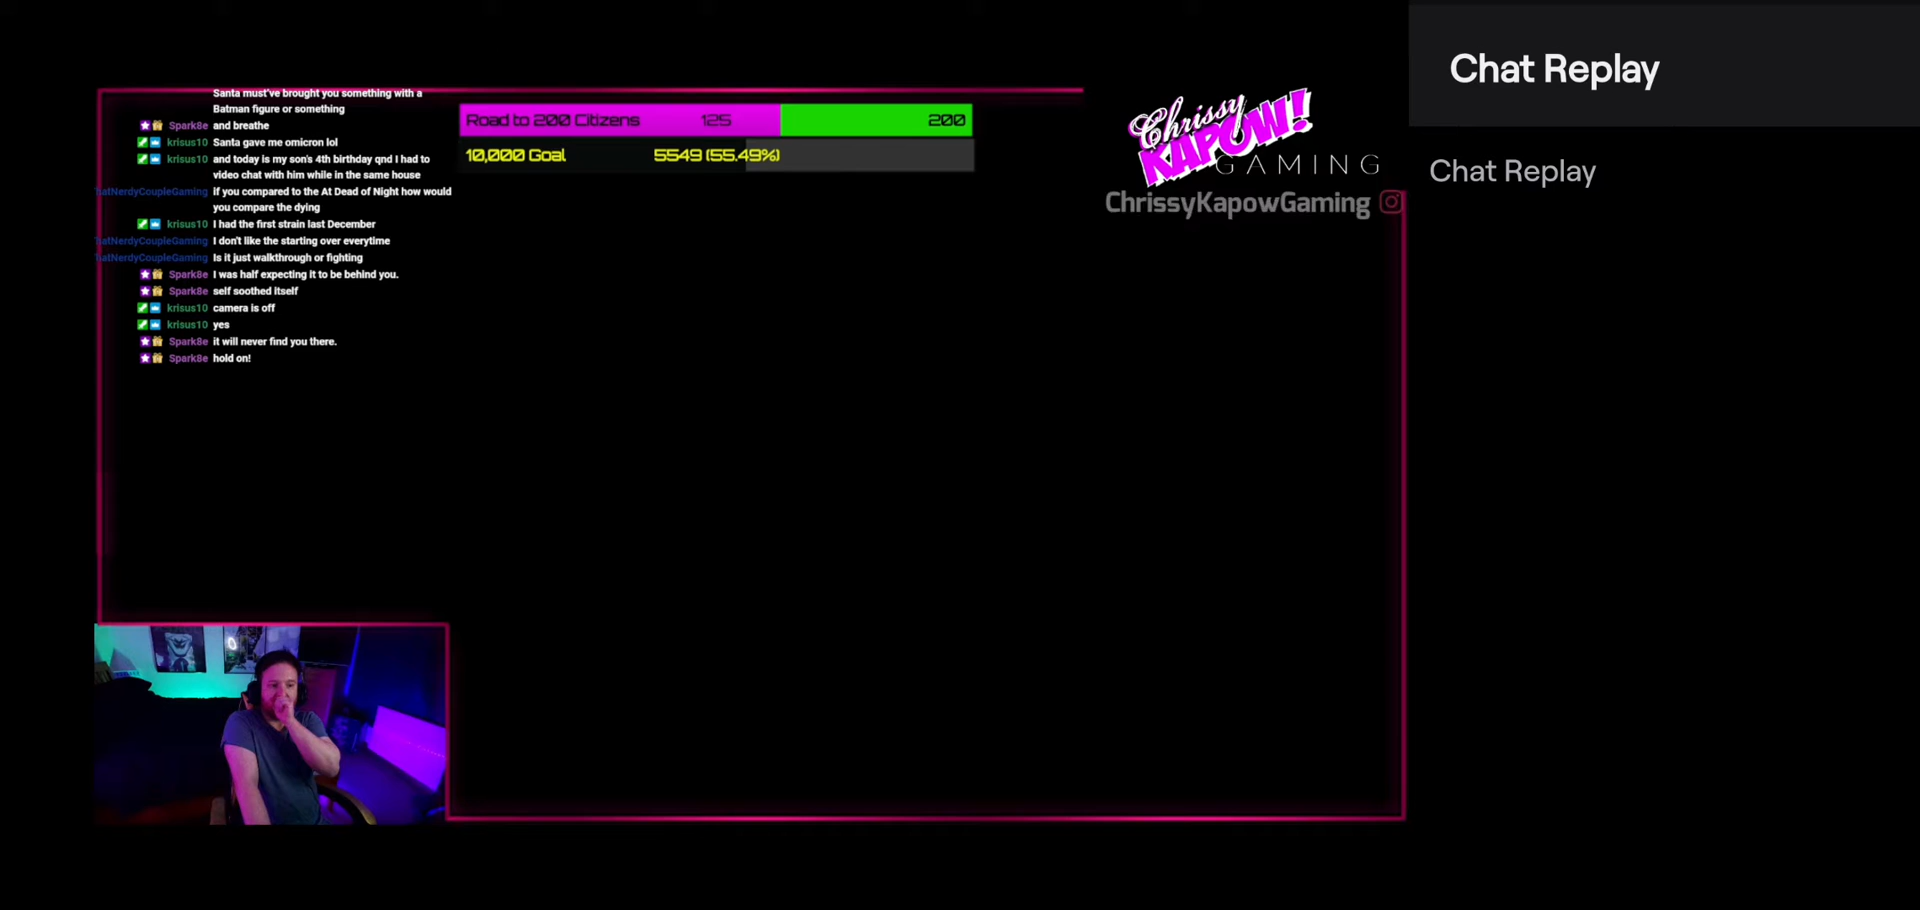 Chat Replay
Chat Replay
Santa must've brought you something with a
Batman figure or something
Spark8e and breathe
krisus10 Santa gave me omicron lol
krisus10 and today is my son's 4th birthday qnd I had to
video chat with him while in the same house
hatNerdyCoupleGaming if you compared to the At Dead of Night how would
you compare the dying
krisus10 I had the first strain last December
hatNerdyCoupleGaming I don't like the starting over everytime
hatNerdyCoupleGaming Is it just walkthrough or fighting
Spark8e I was half expecting it to be behind you.
Spark8e self soothed itself
krisus10 camera is off
krisus10 yes
Spark8e it will never find you there.
Spark8e hold on!
Road to 200 Citizens 125 200
10,000 Goal 5549 (55.49%)
Chrissy
KAPOW!
GAMING
ChrissyKapowGaming